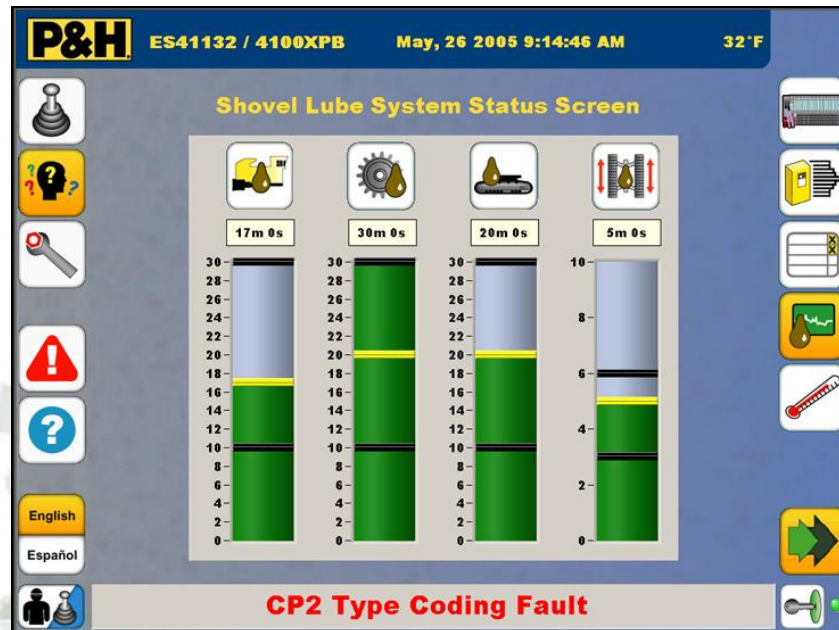 P&H ES41132 / 4100XPB May, 26 2005 9:14:46 AM 32°F
Shovel Lube System Status Screen
17m 0s 30m 0s 20m 0s 5m 0s
30 30 30 10
28 28 28
26 26 26
24 24 24 8
22 22 22
20 20 20
18 18 18 6
16 16 16
14 14 14
12 12 12 4
10 10 10
8 8 8
6 6 6 2
4 4 4
2 2 2
0 0 0 0
English
Español
CP2 Type Coding Fault